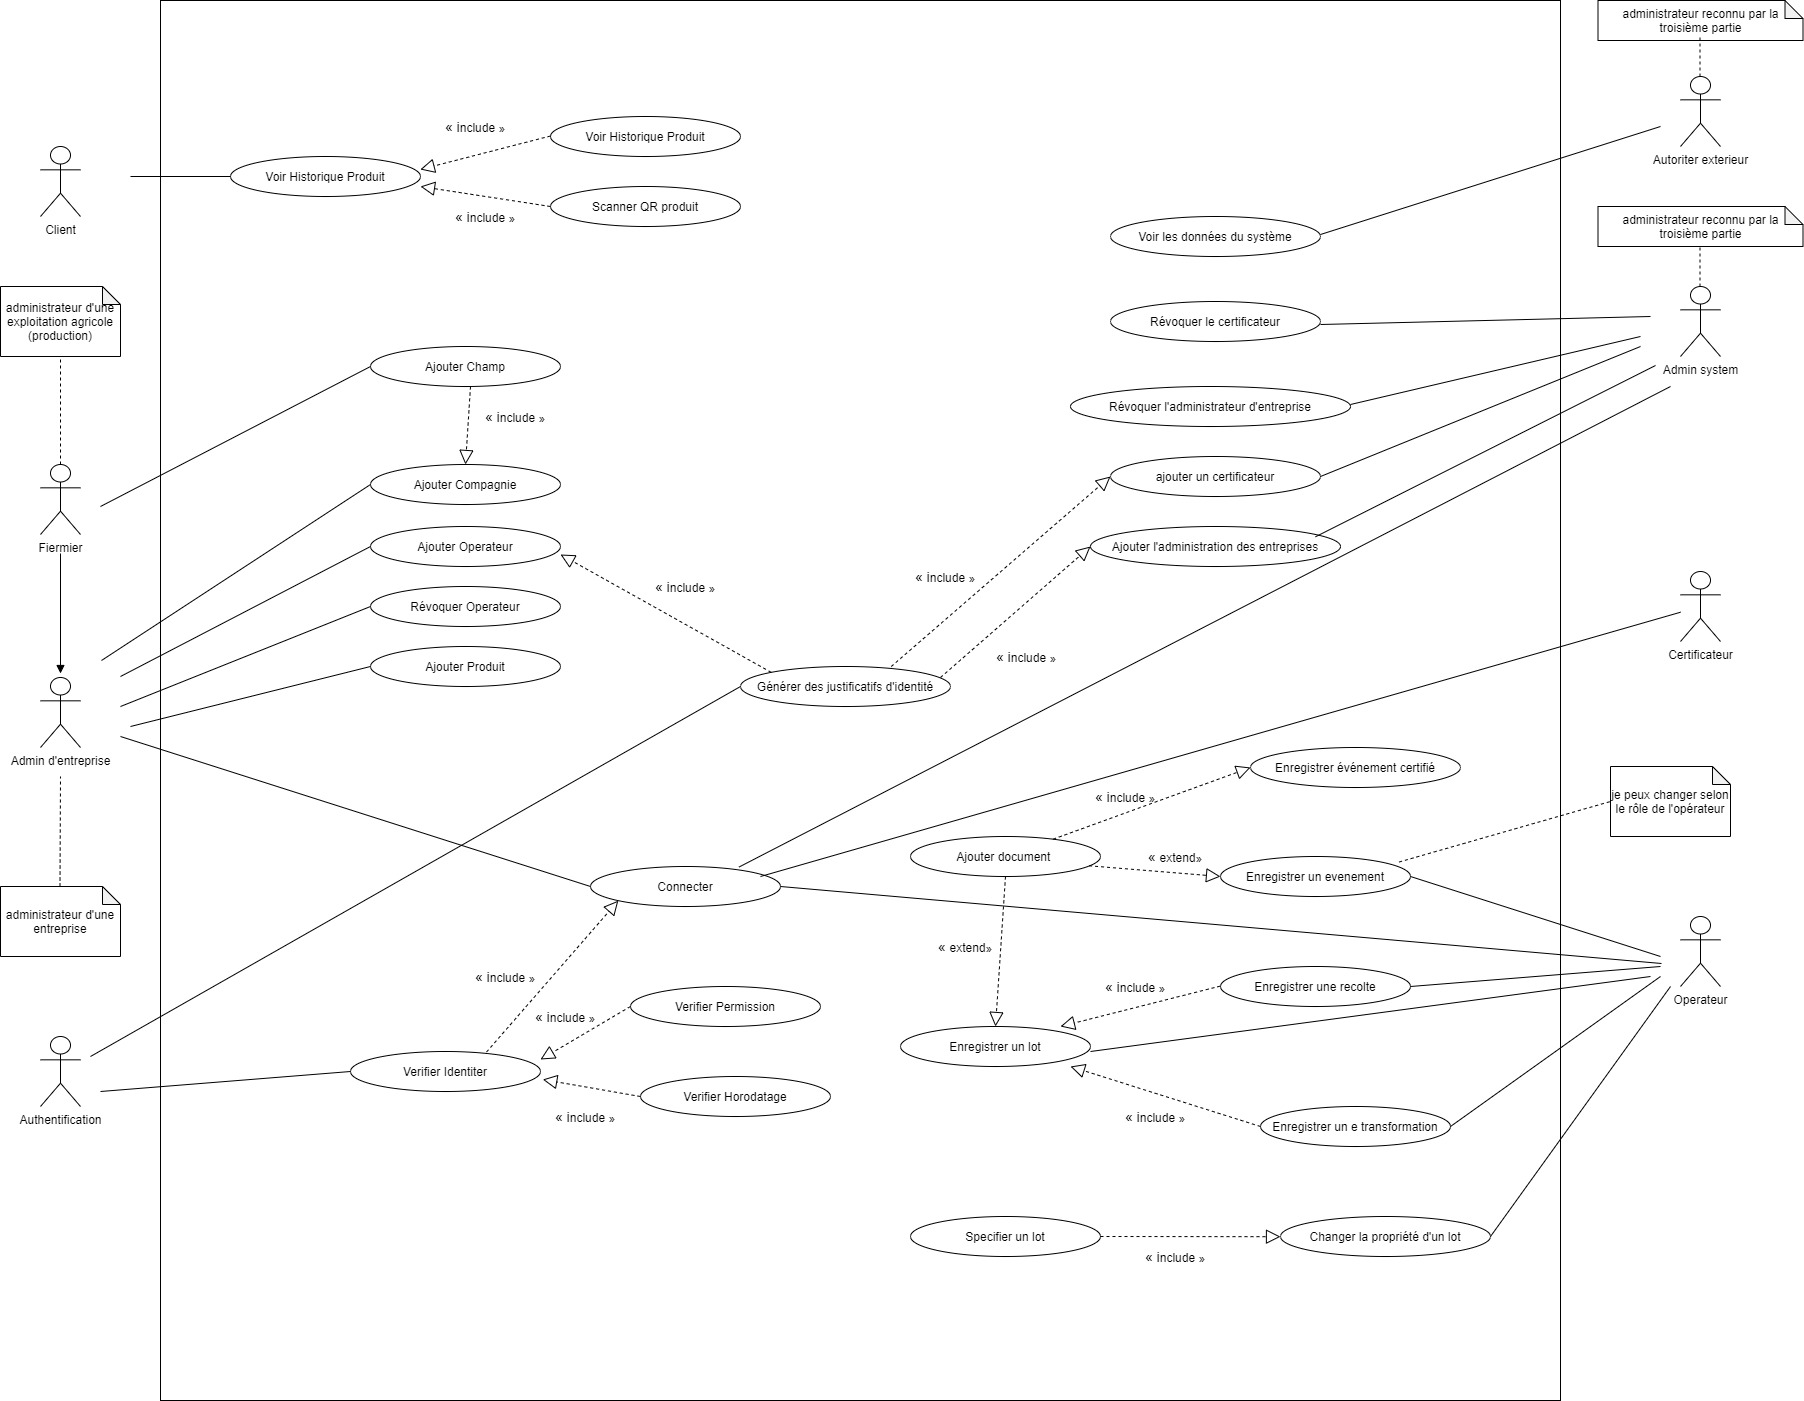 administrateur reconnu par la
troisième partie
Autoriter exterieur
« include »
Voir Historique Produit
Voir Historique Produit
Scanner QR produit
« include »
Client
administrateur reconnu par la
troisième partie
Voir les données du système
administrateur d'une
exploitation agricole
(production)
Révoquer le certificateur
Ajouter Champ
Admin system
« include »
Révoquer l'administrateur d'entreprise
Ajouter Compagnie
ajouter un certificateur
Fiermier
Ajouter Operateur
Ajouter l'administration des entreprises
« include »
« include »
Révoquer Operateur
« include »
Certificateur
Ajouter Produit
Générer des justificatifs d'identité
Admin d'entreprise
Enregistrer événement certifié
« include »
je peux changer selon
le rôle de l'opérateur
Ajouter document
« extend»
Enregistrer un evenement
Connecter
administrateur d'une
entreprise
« extend»
« include »
Verifier Permission
« include »
« include »
Enregistrer une recolte
Operateur
Enregistrer un lot
Verifier Identiter
Verifier Horodatage
« include »
Authentification
« include »
Enregistrer un e transformation
Specifier un lot
« include »
Changer la propriété d'un lot